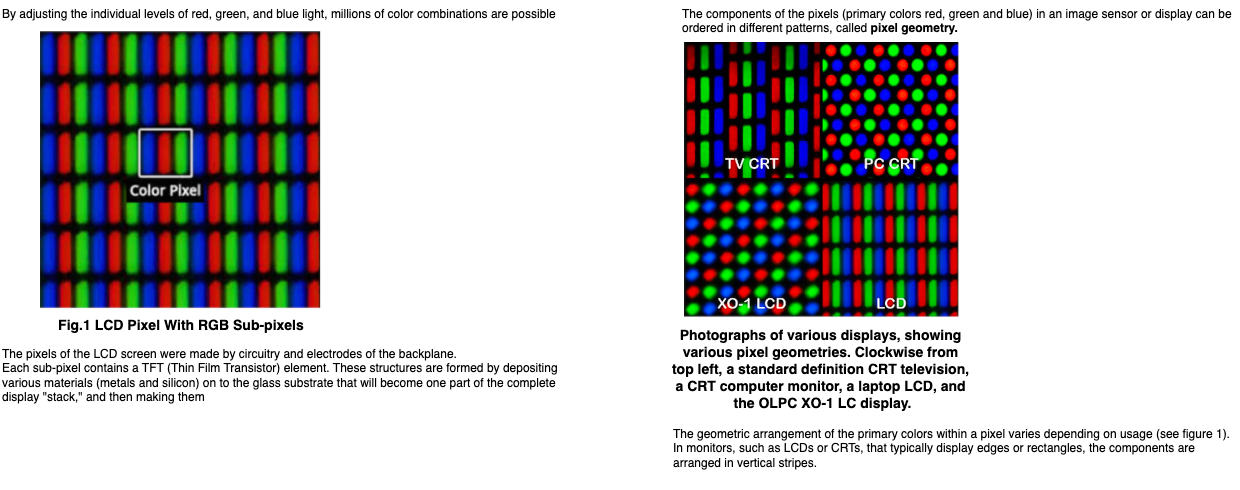 By adjusting the individual levels of red, green, and blue light, millions of color combinations are possible
Color Pixel
Fig.1 LCD Pixel With RGB Sub-pixels
The pixels of the LCD screen were made by circuitry and electrodes of the backplane.
Each sub-pixel contains a TFT (Thin Film Transistor) element. These structures are formed by depositing
various materials (metals and silicon) on to the glass substrate that will become one part of the complete
display "stack," and then making them
The components of the pixels (primary colors red, green and blue) in an image sensor or display can be
ordered in different patterns, called pixel geometry.
TV CRT
PC CRT
XO-1 LCD
LCD
Photographs of various displays, showing
various pixel geometries. Clockwise from
top left, a standard definition CRT television,
a CRT computer monitor, a laptop LCD, and
the OLPC XO-1 LC display.
The geometric arrangement of the primary colors within a pixel varies depending on usage (see figure 1).
In monitors, such as LCDs or CRTs, that typically display edges or rectangles, the components are
arranged in vertical stripes.